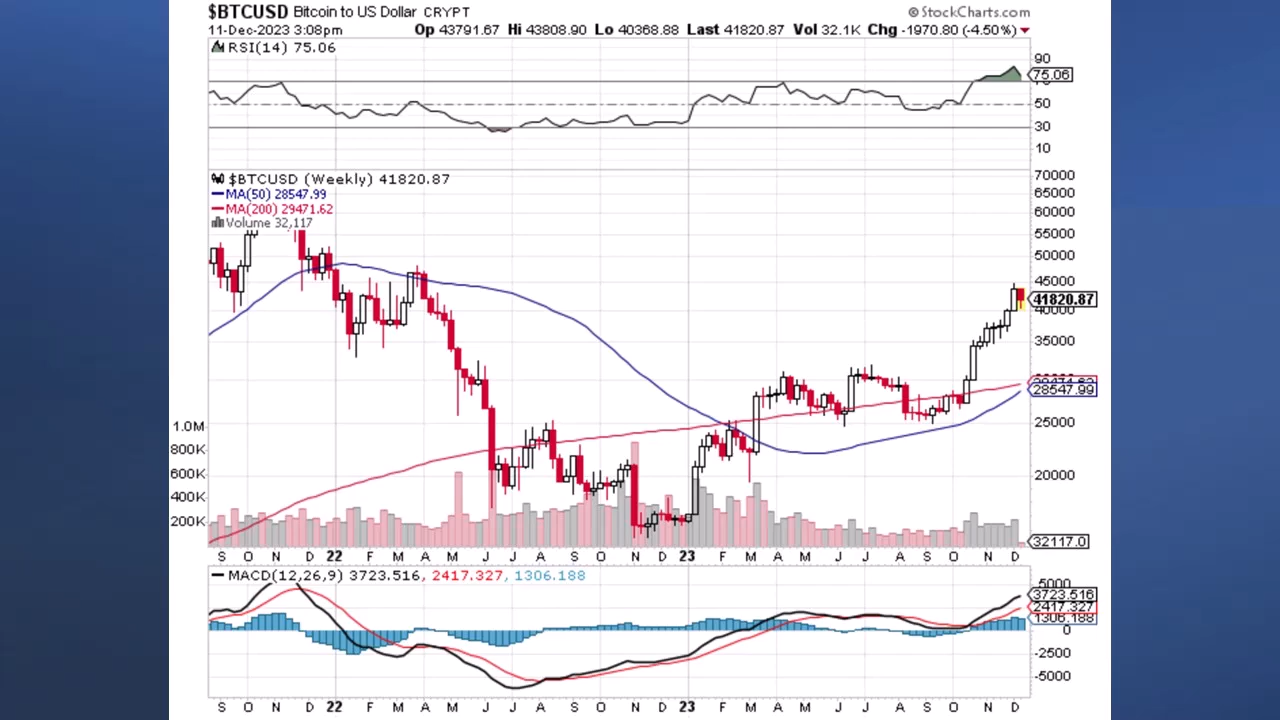 $BTCUSD Bitcoin to US Dollar CRYPT
© StockCharts.com
11-Dec-2023 3:08pm
Op 43791.67 Hi 43808.90 Lo 40368.88 Last 41820.87 Vol 32.1K Chg -1970.80 (-4.50%)
RSI(14) 75.06
90
75.06
50
30
10
$BTCUSD (Weekly) 41820.87
MA(50) 28547.99
MA(200) 29471.62
Volume 32,117
70000
65000
60000
55000
50000
45000
41820.87
40000
35000
28547.99
25000
20000
1.0M
800K
600K
400K
200K
32117.0
S O N D 22 F M A M J J A S O N D 23 F M A M J J A S O N D
MACD(12,26,9) 3723.516, 2417.327, 1306.188
5000
3723.516
2417.327
1306.188
0
-2500
-5000
S O N D 22 F M A M J J A S O N D 23 F M A M J J A S O N D